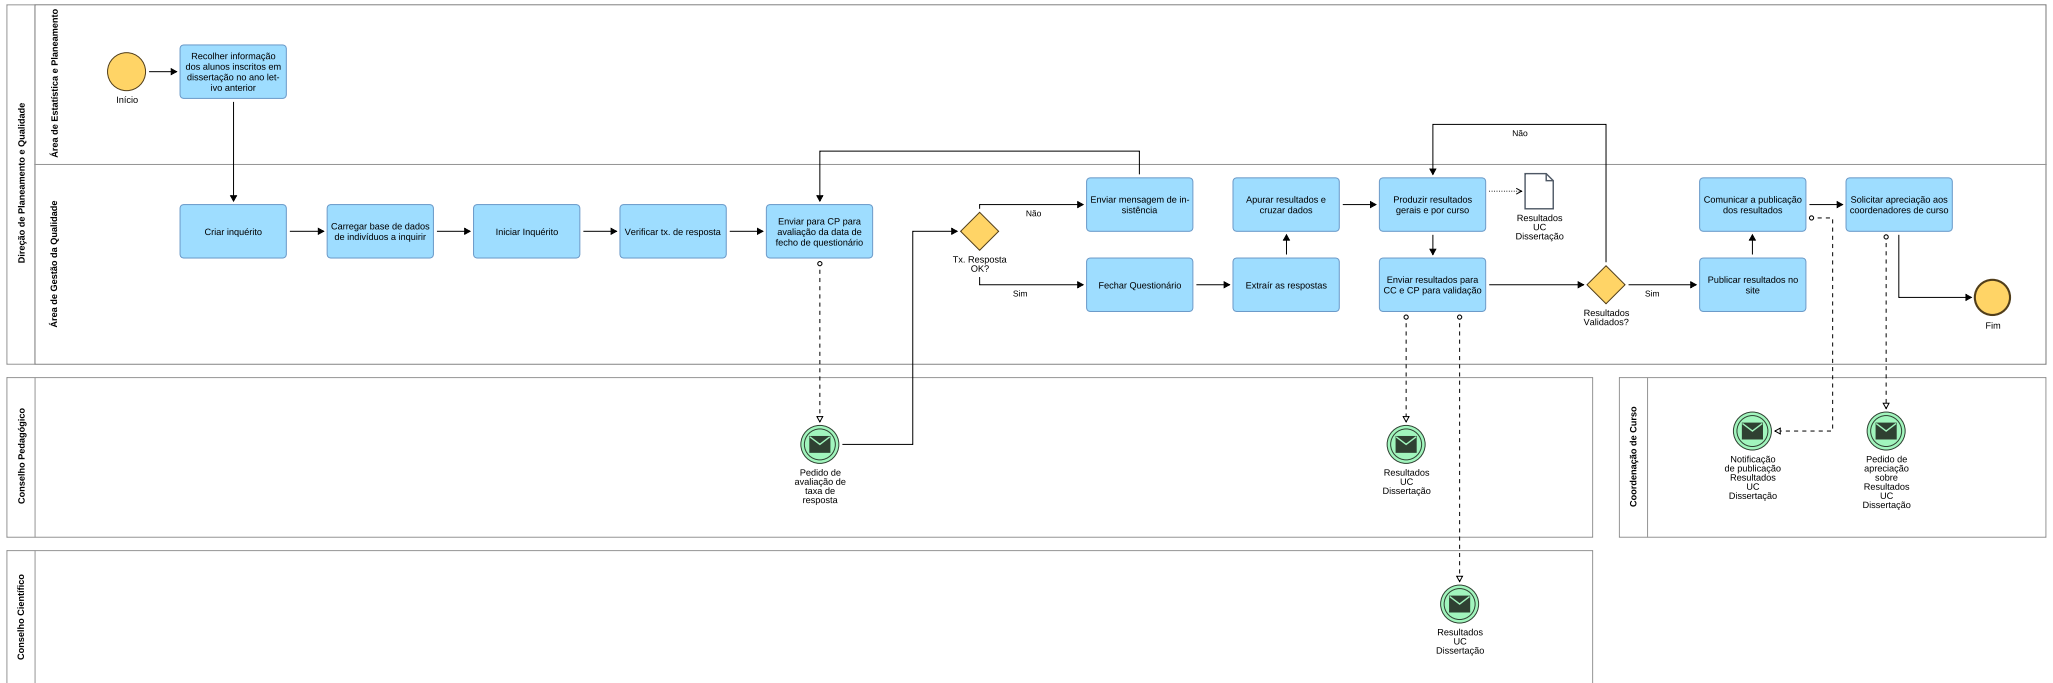 Direção de Planeamento e Qualidade
Área de Estatística e Planeamento
Início
Recolher informação
dos alunos inscritos em
dissertação no ano let-
ivo anterior
Área de Gestão da Qualidade
Criar inquérito
Carregar base de dados
de indivíduos a inquirir
Iniciar Inquérito
Verificar tx. de resposta
Enviar para CP para
avaliação da data de
fecho de questionário
Tx. Resposta
OK?
Não
Sim
Enviar mensagem de in-
sistência
Fechar Questionário
Extraír as respostas
Apurar resultados e
cruzar dados
Produzir resultados
gerais e por curso
Resultados
UC
Dissertação
Enviar resultados para
CC e CP para validação
Não
Resultados
Validados?
Sim
Publicar resultados no
site
Comunicar a publicação
dos resultados
Solicitar apreciação aos
coordenadores de curso
Fim
Conselho Pedagógico
Pedido de
avaliação de
taxa de
resposta
Resultados
UC
Dissertação
Coordenação de Curso
Notificação
de publicação
Resultados
UC
Dissertação
Pedido de
apreciação
sobre
Resultados
UC
Dissertação
Conselho Científico
Resultados
UC
Dissertação